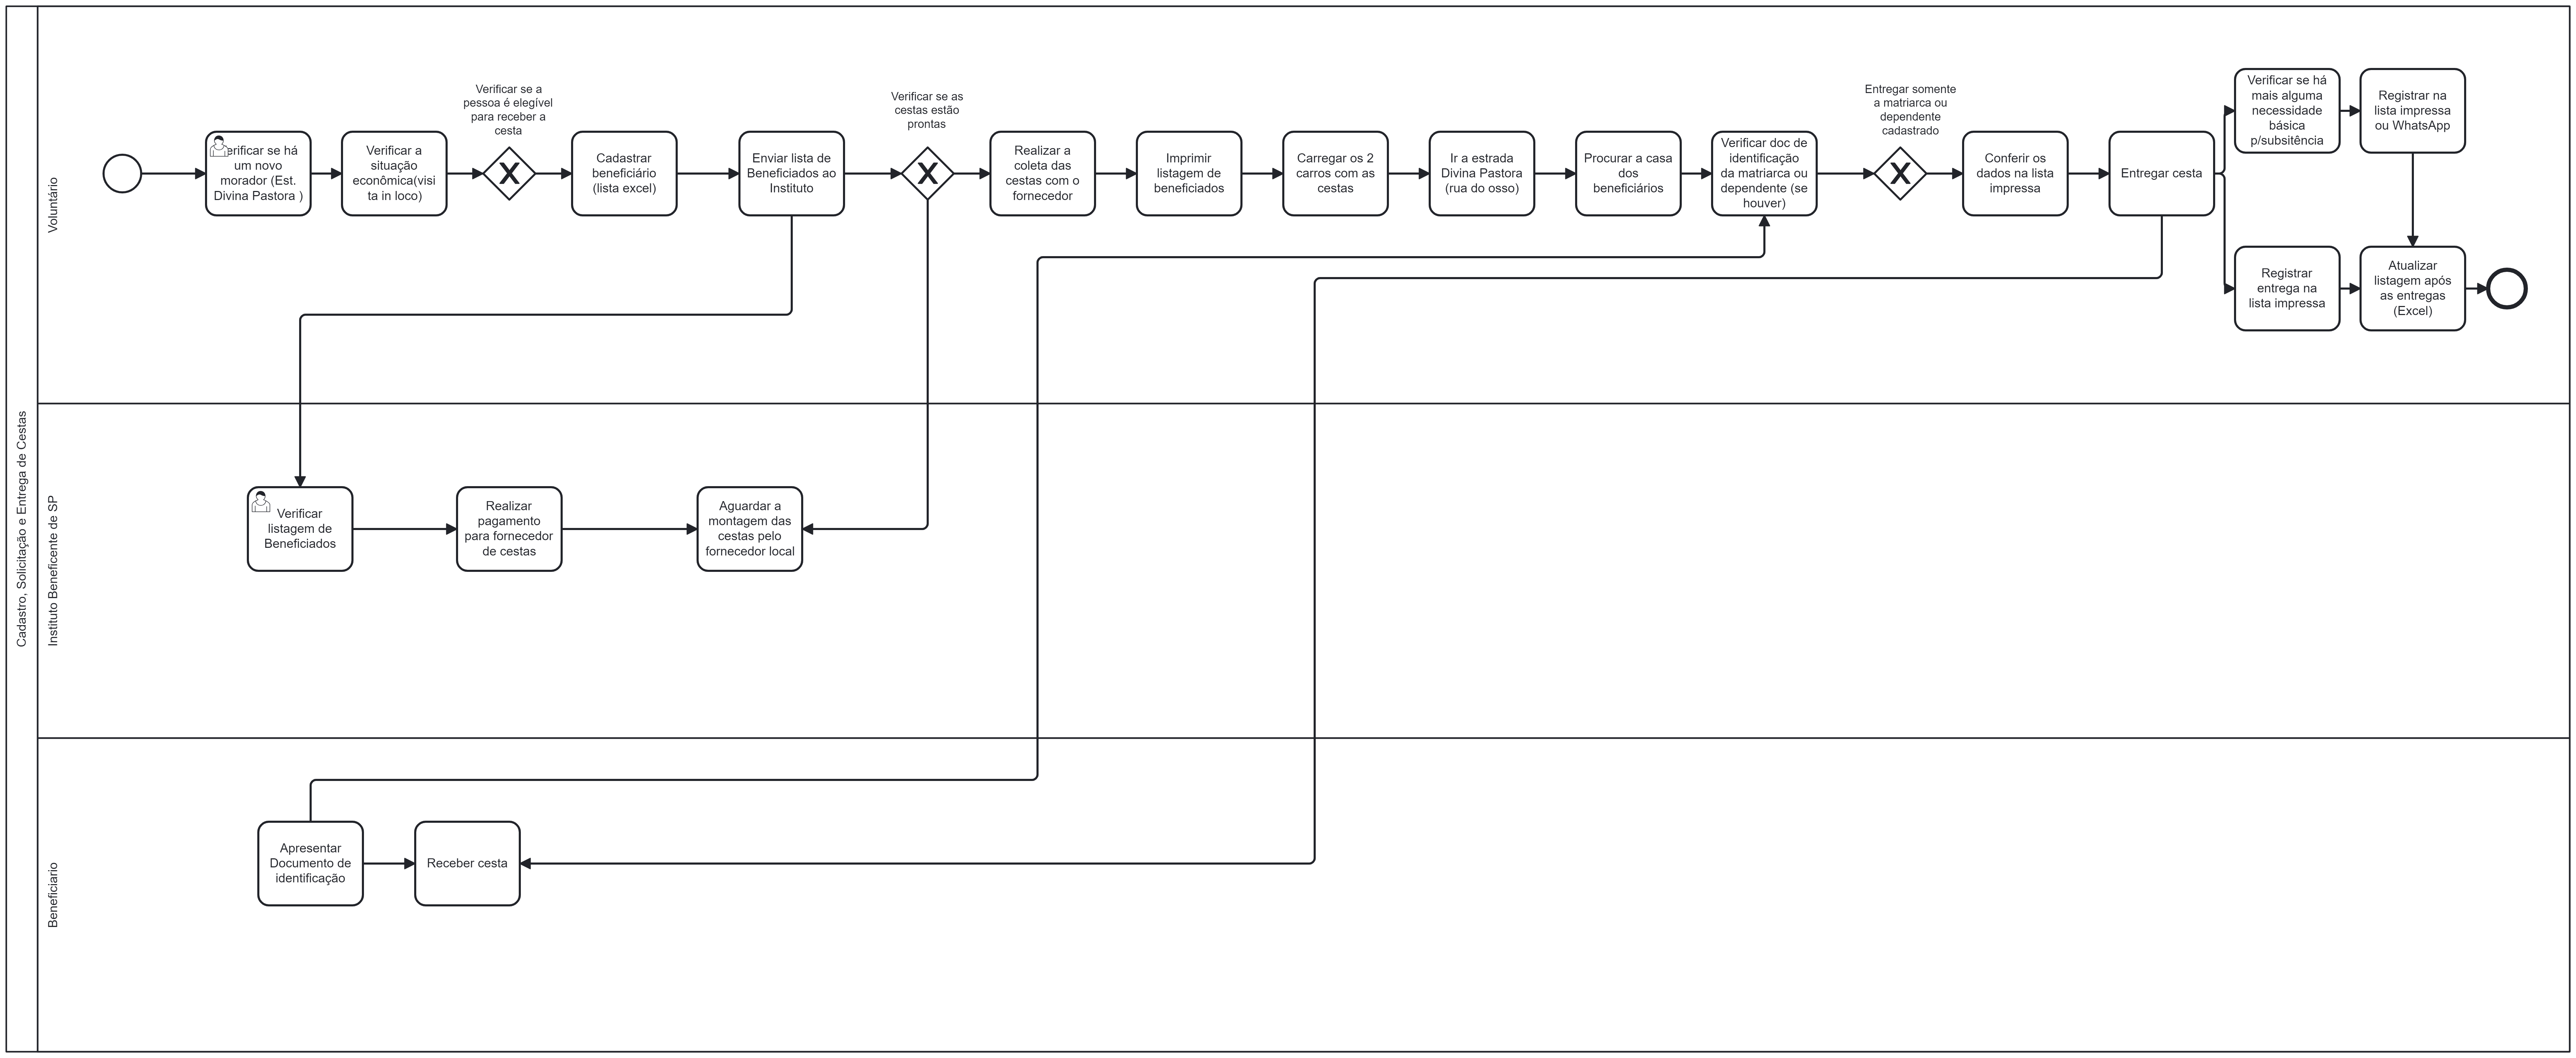 Cadastro, Solicitação e Entrega de Cestas
Voluntário
erificar se há
um novo
morador (Est.
Divina Pastora )
Verificar a
situação
econômica(visi
ta in loco)
Verificar se a
pessoa é elegível
para receber a
cesta
Cadastrar
beneficiário
(lista excel)
Enviar lista de
Beneficiados ao
Instituto
Verificar se as
cestas estão
prontas
Realizar a
coleta das
cestas com o
fornecedor
Imprimir
listagem de
beneficiados
Carregar os 2
carros com as
cestas
Ir a estrada
Divina Pastora
(rua do osso)
Procurar a casa
dos
beneficiários
Verificar doc de
identificação
da matriarca ou
dependente (se
houver)
Entregar somente
a matriarca ou
dependente
cadastrado
Conferir os
dados na lista
impressa
Entregar cesta
Verificar se há
mais alguma
necessidade
básica
p/subsitência
Registrar na
lista impressa
ou WhatsApp
Registrar
entrega na
lista impressa
Atualizar
listagem após
as entregas
(Excel)
Instituto Beneficente de SP
Verificar
listagem de
Beneficiados
Realizar
pagamento
para fornecedor
de cestas
Aguardar a
montagem das
cestas pelo
fornecedor local
Beneficiario
Apresentar
Documento de
identificação
Receber cesta